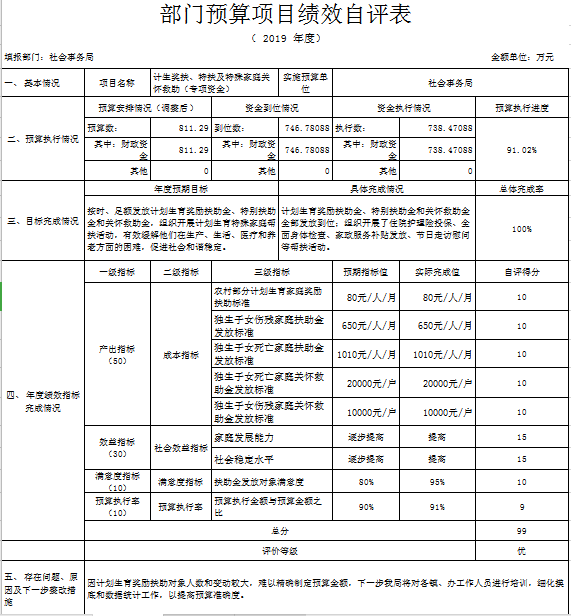 部门预算项目绩效自评表
（ 2019 年度）
填报部门：社会事务局 金额单位：万元
一、 基本情况 项目名称 计生奖扶、特扶及特殊家庭关怀救助（专项资金） 实施预算单位 社会事务局
二、预算执行情况 预算安排情况（调整后） 资金到位情况 资金执行情况 预算执行进度
预算数： 811.29 到位数： 746.78088 执行数： 738.47088 91.02%
其中：财政资金 811.29 其中：财政资金 746.78088 其中：财政资金 738.47088
其他 0 其他 0 其他 0
三、目标完成情况 年度预期目标 具体完成情况 总体完成率
按时、足额发放计划生育奖励扶助金、特别扶助金和关怀救助金，组织开展计划生育特殊家庭帮扶活动，有效缓解他们在生产、生活、医疗和养老方面的困难，促进社会和谐稳定。 计划生育奖励扶助金、特别扶助金和关怀救助金全部发放到位；组织开展了住院护理险投保、全面身体检查、家政服务补贴发放、节日走访慰问等帮扶活动。 100%
四、 年度绩效指标完成情况 一级指标 二级指标 三级指标 预期指标值 实际完成值 自评得分
产出指标（50） 成本指标 农村部分计划生育家庭奖励扶助标准 80元/人/月 80元/人/月 10
独生子女伤残家庭扶助金发放标准 650元/人/月 650元/人/月 10
独生子女死亡家庭扶助金发放标准 1010元/人/月 1010元/人/月 10
独生子女死亡家庭关怀救助金发放标准 20000元/户 20000元/户 10
独生子女伤残家庭关怀救助金发放标准 10000元/户 10000元/户 10
效益指标（30） 社会效益指标 家庭发展能力 逐步提高 提高 15
社会稳定水平 逐步提高 提高 15
满意度指标（10） 满意度指标 扶助金发放对象满意度 80% 95% 10
预算执行率（10） 预算执行率 预算执行金额与预算金额之比 90% 91% 9
总分 99
评价等级 优
五、 存在问题、原因及下一步整改措施 因计划生育奖励扶助对象人数和变动较大，难以精确制定预算金额，下一步我局将对各镇、办工作人员进行培训，细化摸底和数据统计工作，以提高预算准确度。